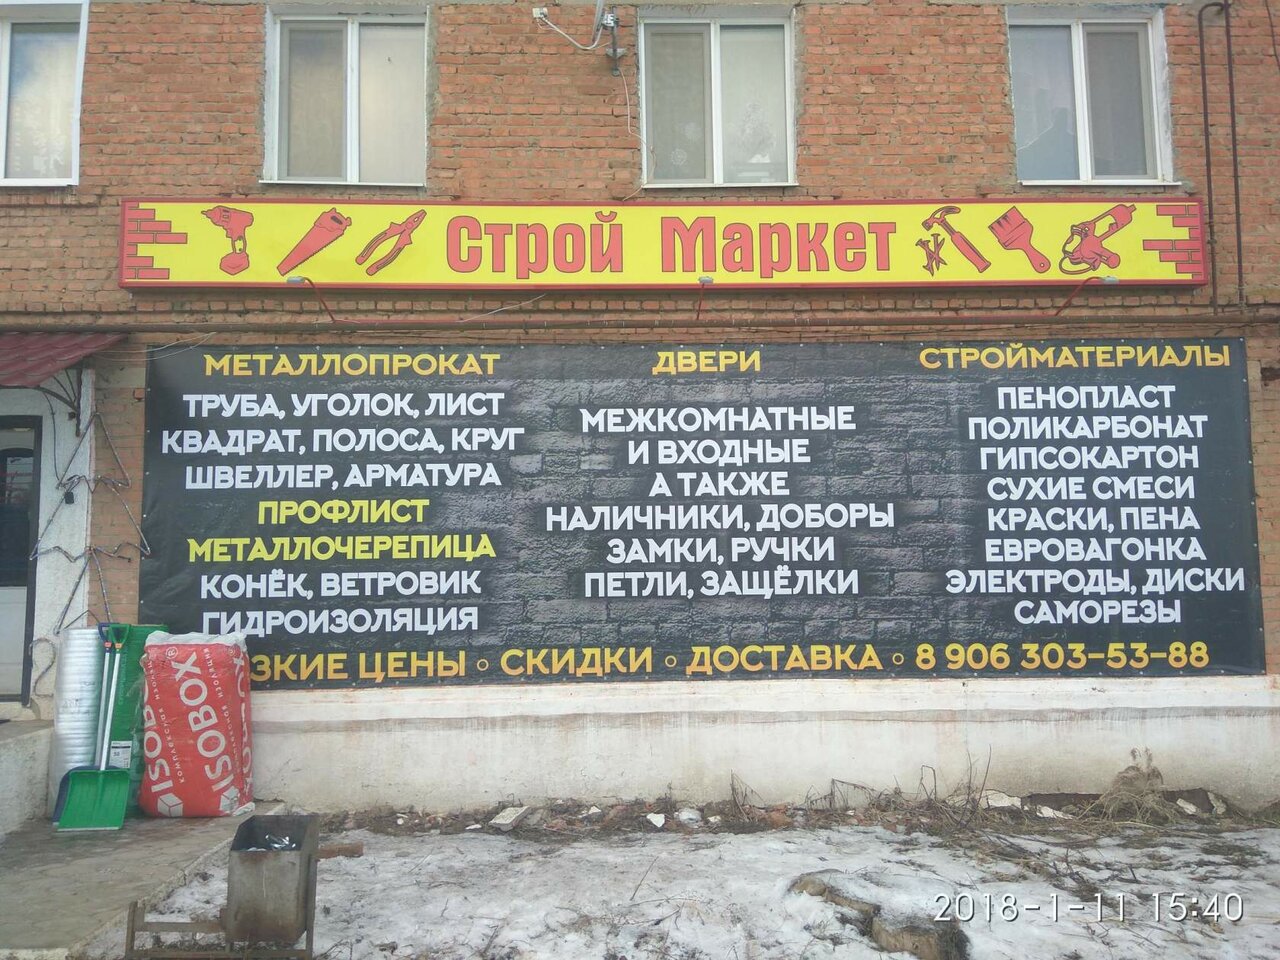 Строй Маркет
МЕТАЛЛОПРОКАТ
ТРУБА, УГОЛОК, ЛИСТ
КВАДРАТ, ПОЛОСА, КРУГ
ШВЕЛЛЕР, АРМАТУРА
ПРОФЛИСТ
МЕТАЛЛОЧЕРЕПИЦА
КОНЁК, ВЕТРОВИК
ГИДРОИЗОЛЯЦИЯ
ДВЕРИ
МЕЖКОМНАТНЫЕ
И ВХОДНЫЕ
А ТАКЖЕ
НАЛИЧНИКИ, ДОБОРЫ
ЗАМКИ, РУЧКИ
ПЕТЛИ, ЗАЩЁЛКИ
СТРОЙМАТЕРИАЛЫ
ПЕНОПЛАСТ
ПОЛИКАРБОНАТ
ГИПСОКАРТОН
СУХИЕ СМЕСИ
КРАСКИ, ПЕНА
ЕВРОВАГОНКА
ЭЛЕКТРОДЫ, ДИСКИ
САМОРЕЗЫ
ЗКИЕ ЦЕНЫ ◦ СКИДКИ ◦ ДОСТАВКА ◦ 8 906 303-53-88
ISOBOX®
комплексная изоляция
ISOBOX
2018-1-11 15:40